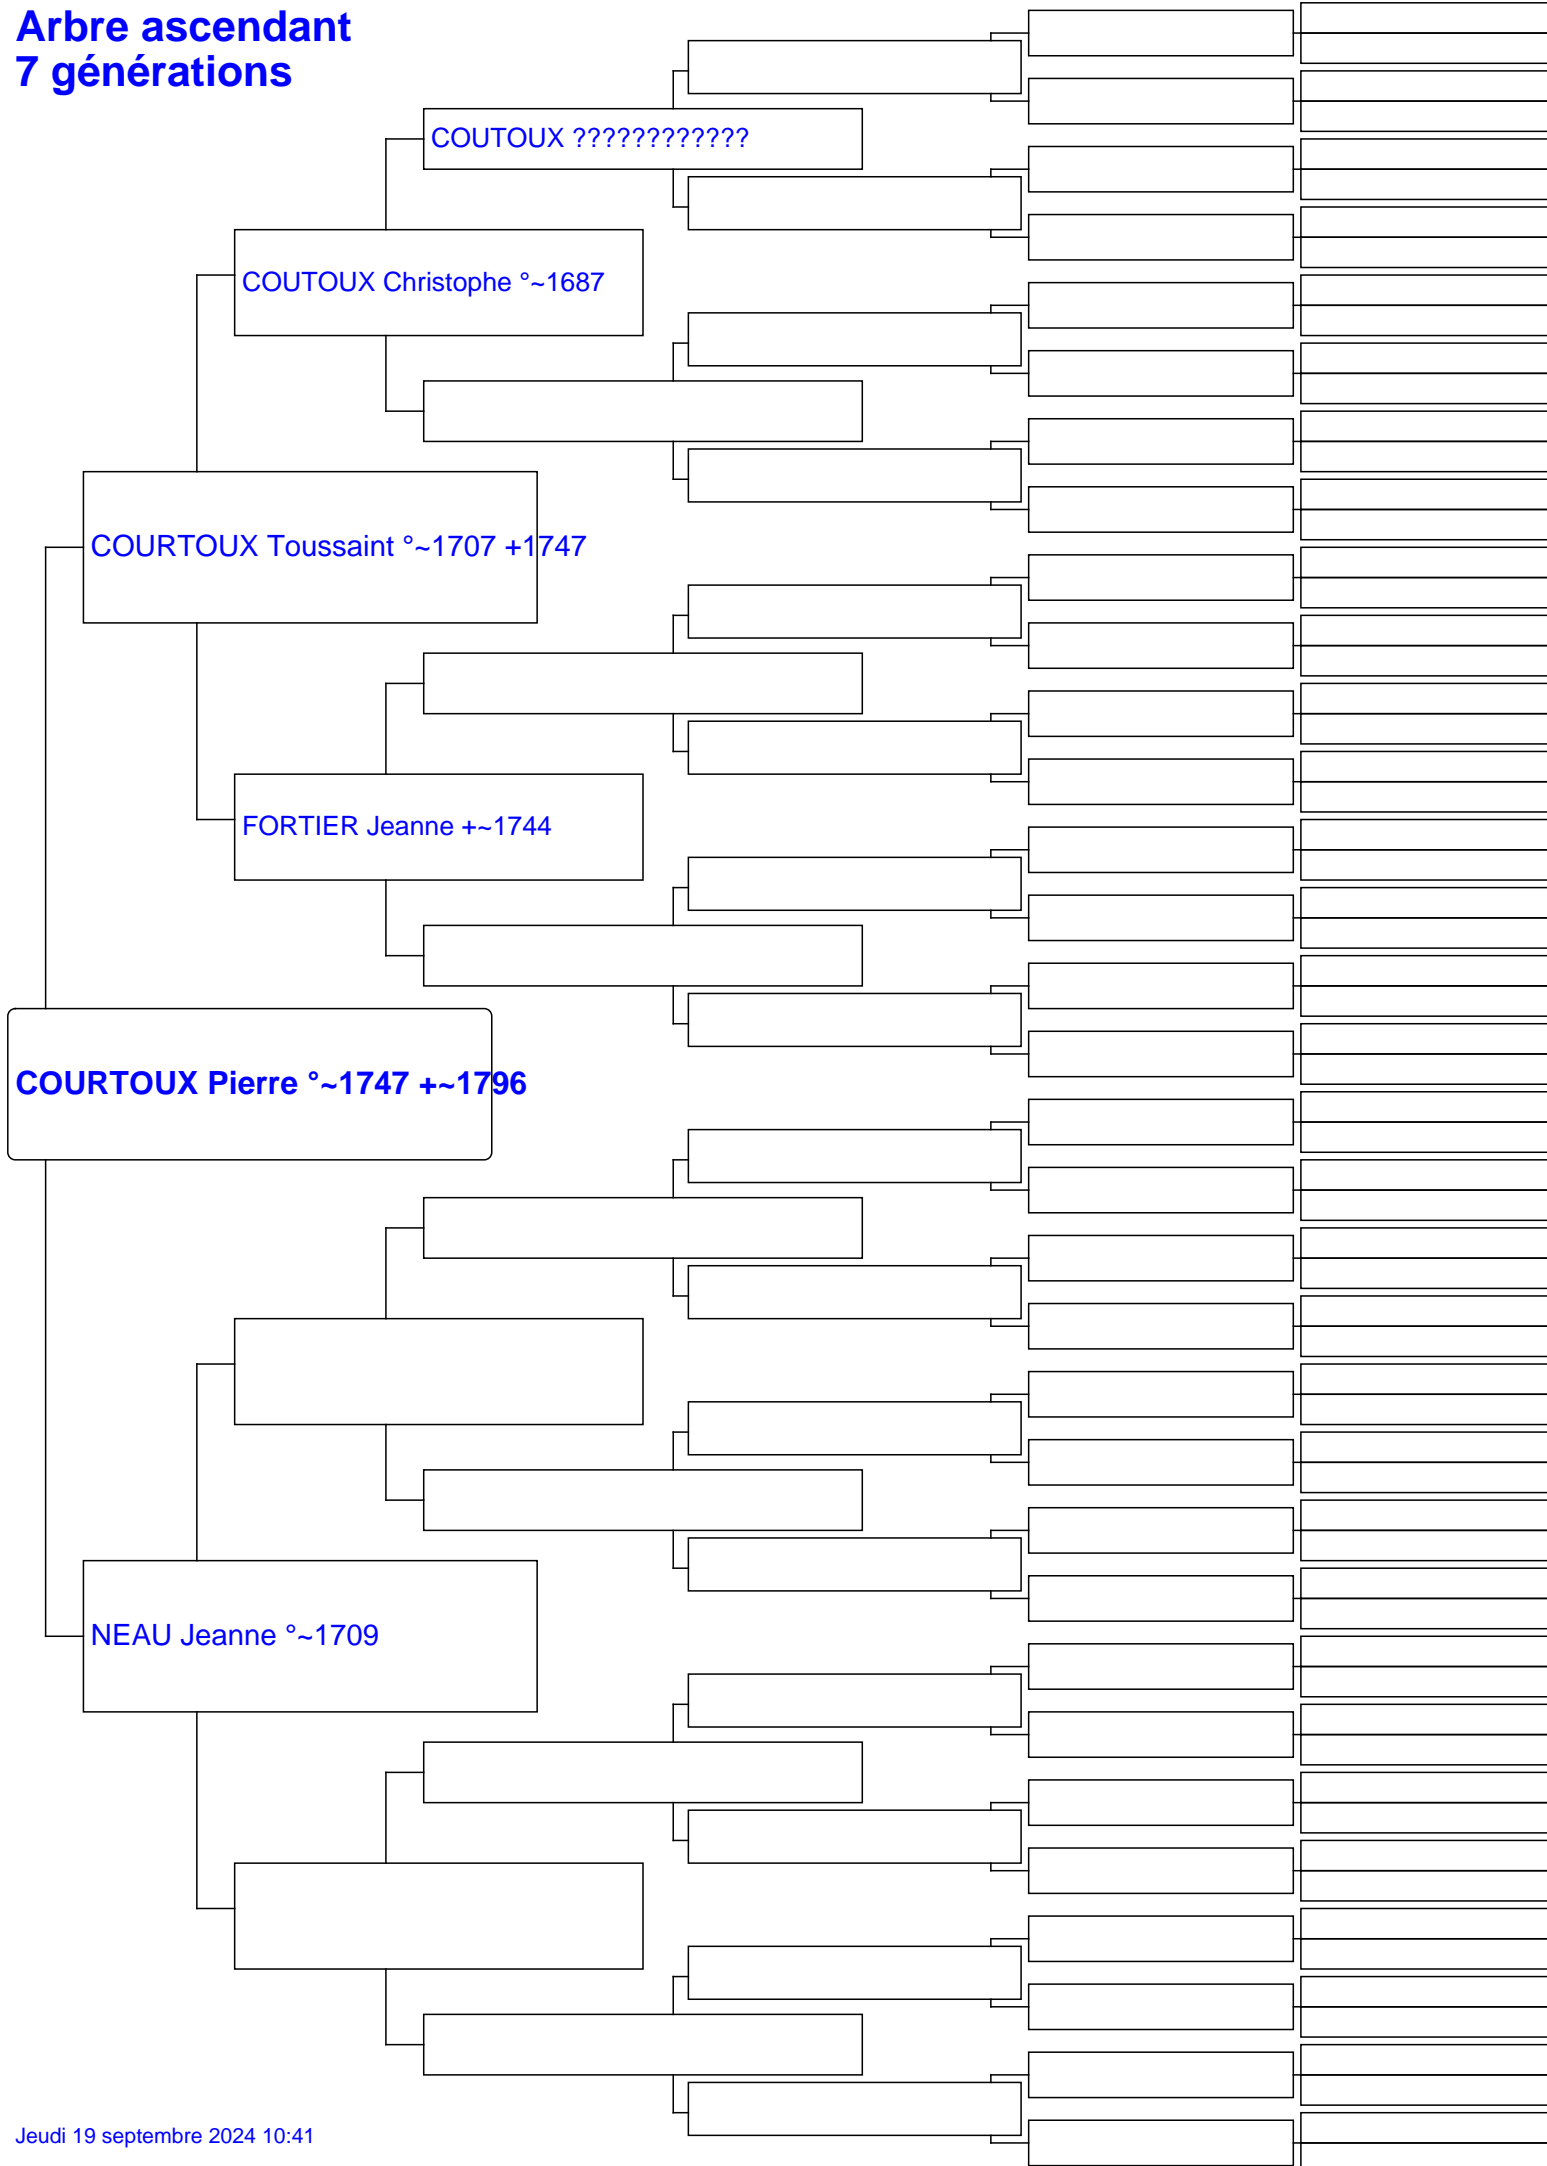 Arbre ascendant
7 générations
COUTOUX ????????????
COUTOUX Christophe °~1687
COURTOUX Toussaint °~1707 +1747
FORTIER Jeanne +~1744
COURTOUX Pierre °~1747 +~1796
NEAU Jeanne °~1709
Jeudi 19 septembre 2024 10:41